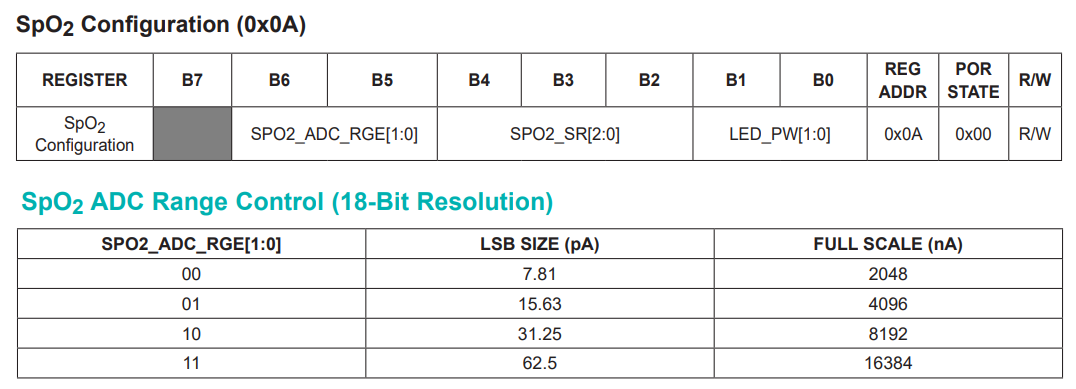 SpO2 Configuration (0x0A)
REGISTER B7 B6 B5 B4 B3 B2 B1 B0 REG ADDR POR STATE R/W
SpO2 Configuration SPO2_ADC_RGE[1:0] SPO2_SR[2:0] LED_PW[1:0] 0x0A 0x00 R/W
SpO2 ADC Range Control (18-Bit Resolution)
SPO2_ADC_RGE[1:0] LSB SIZE (pA) FULL SCALE (nA)
00 7.81 2048
01 15.63 4096
10 31.25 8192
11 62.5 16384